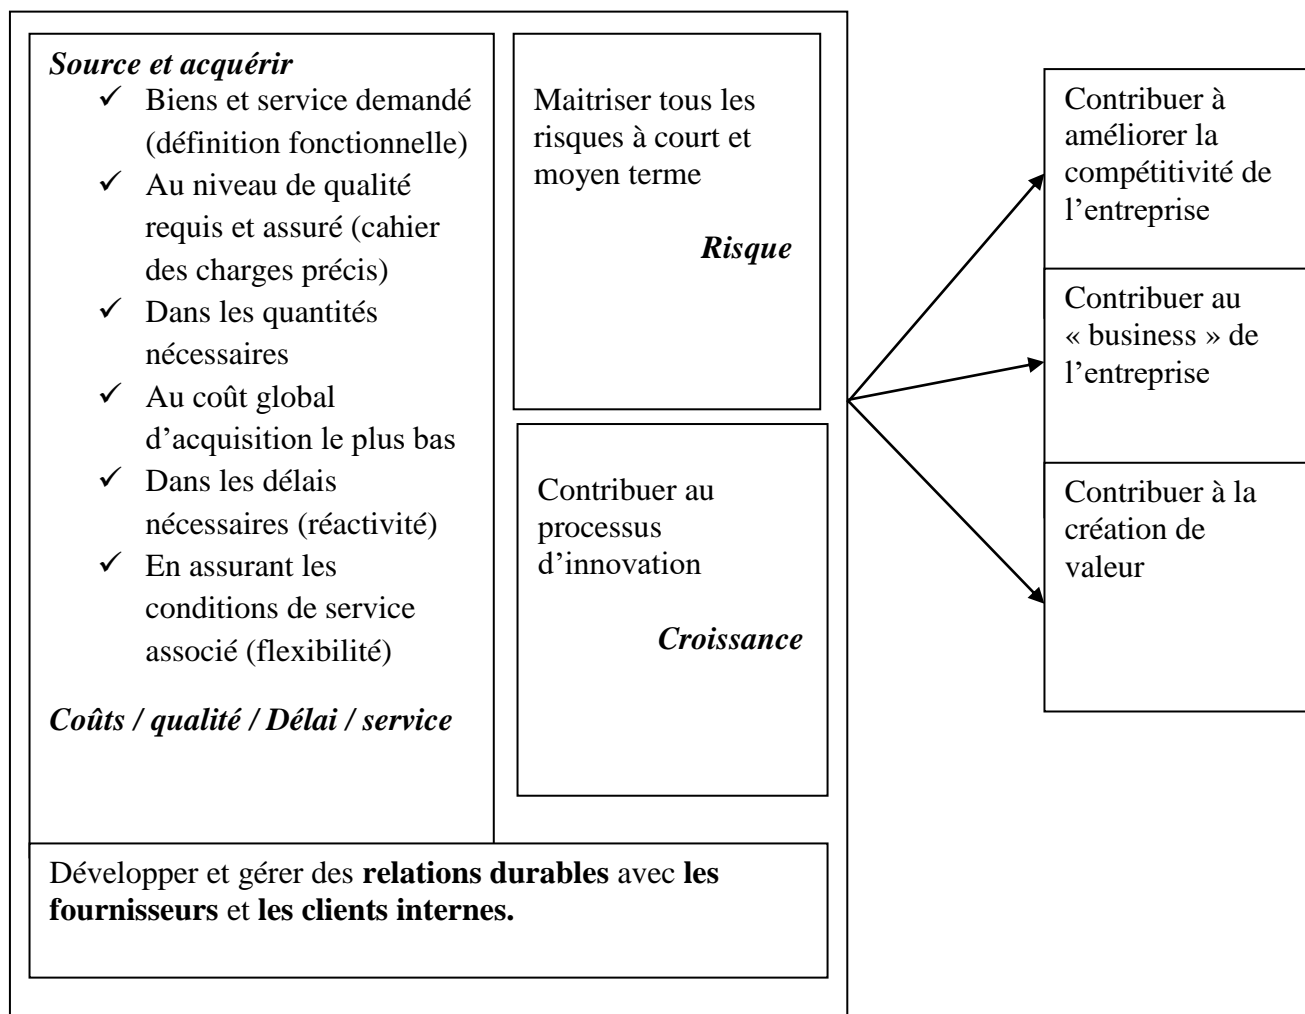 Source et acquérir
✓ Biens et service demandé
(définition fonctionnelle)
✓ Au niveau de qualité
requis et assuré (cahier
des charges précis)
✓ Dans les quantités
nécessaires
✓ Au coût global
d’acquisition le plus bas
✓ Dans les délais
nécessaires (réactivité)
✓ En assurant les
conditions de service
associé (flexibilité)
Coûts / qualité / Délai / service
Maitriser tous les
risques à court et
moyen terme
Risque
Contribuer au
processus
d’innovation
Croissance
Développer et gérer des relations durables avec les
fournisseurs et les clients internes.
Contribuer à
améliorer la
compétitivité de
l’entreprise
Contribuer au
« business » de
l’entreprise
Contribuer à la
création de
valeur